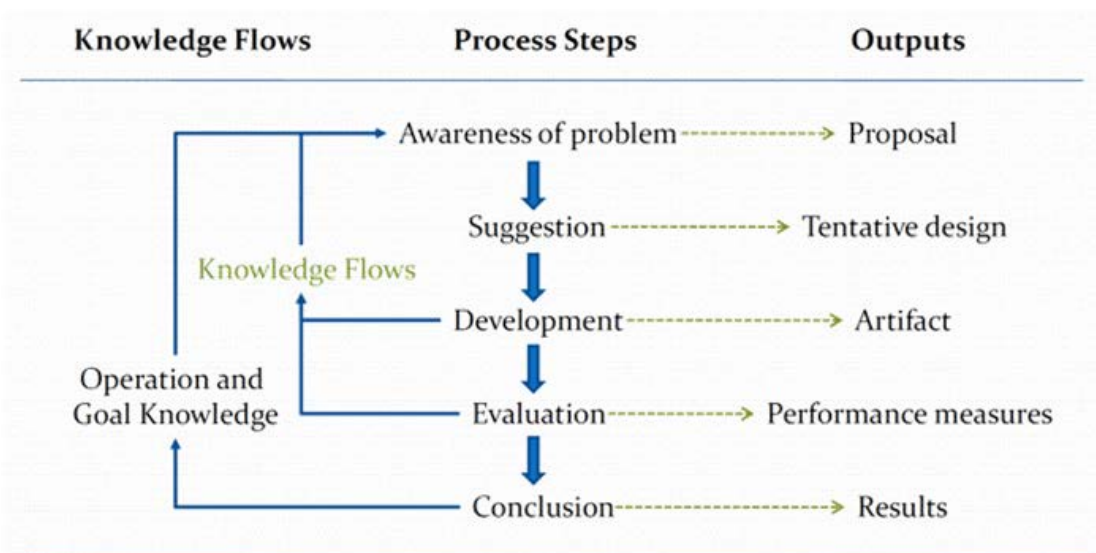 Knowledge Flows Process Steps Outputs
Awareness of problem Proposal
Suggestion Tentative design
Knowledge Flows
Development Artifact
Operation and
Goal Knowledge
Evaluation Performance measures
Conclusion Results